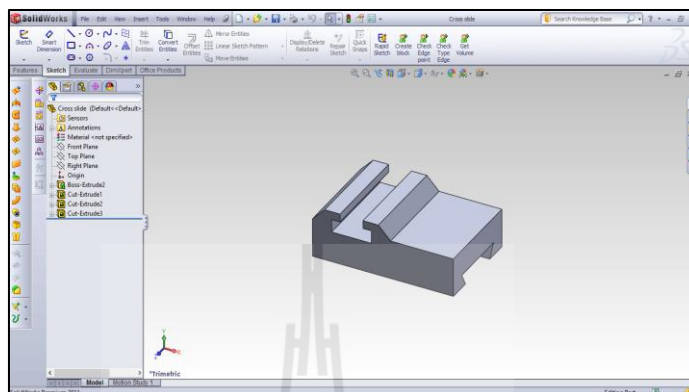 SolidWorks File Edit View Insert Tools Window Help Cross slide Search Knowledge Base
Sketch Smart Dimension Trim Entities Convert Entities Offset Entities Mirror Entities Linear Sketch Pattern Move Entities Display/Delete Relations Repair Sketch Quick Snaps Rapid Sketch Create Block Check Edge point Check Type Edge Get Volume
Features Sketch Evaluate DimXpert Office Products
Cross slide (Default<<Default>
Sensors
Annotations
Material <not specified>
Front Plane
Top Plane
Right Plane
Origin
Boss-Extrude2
Cut-Extrude1
Cut-Extrude2
Cut-Extrude3
*Trimetric
Model Motion Study 1